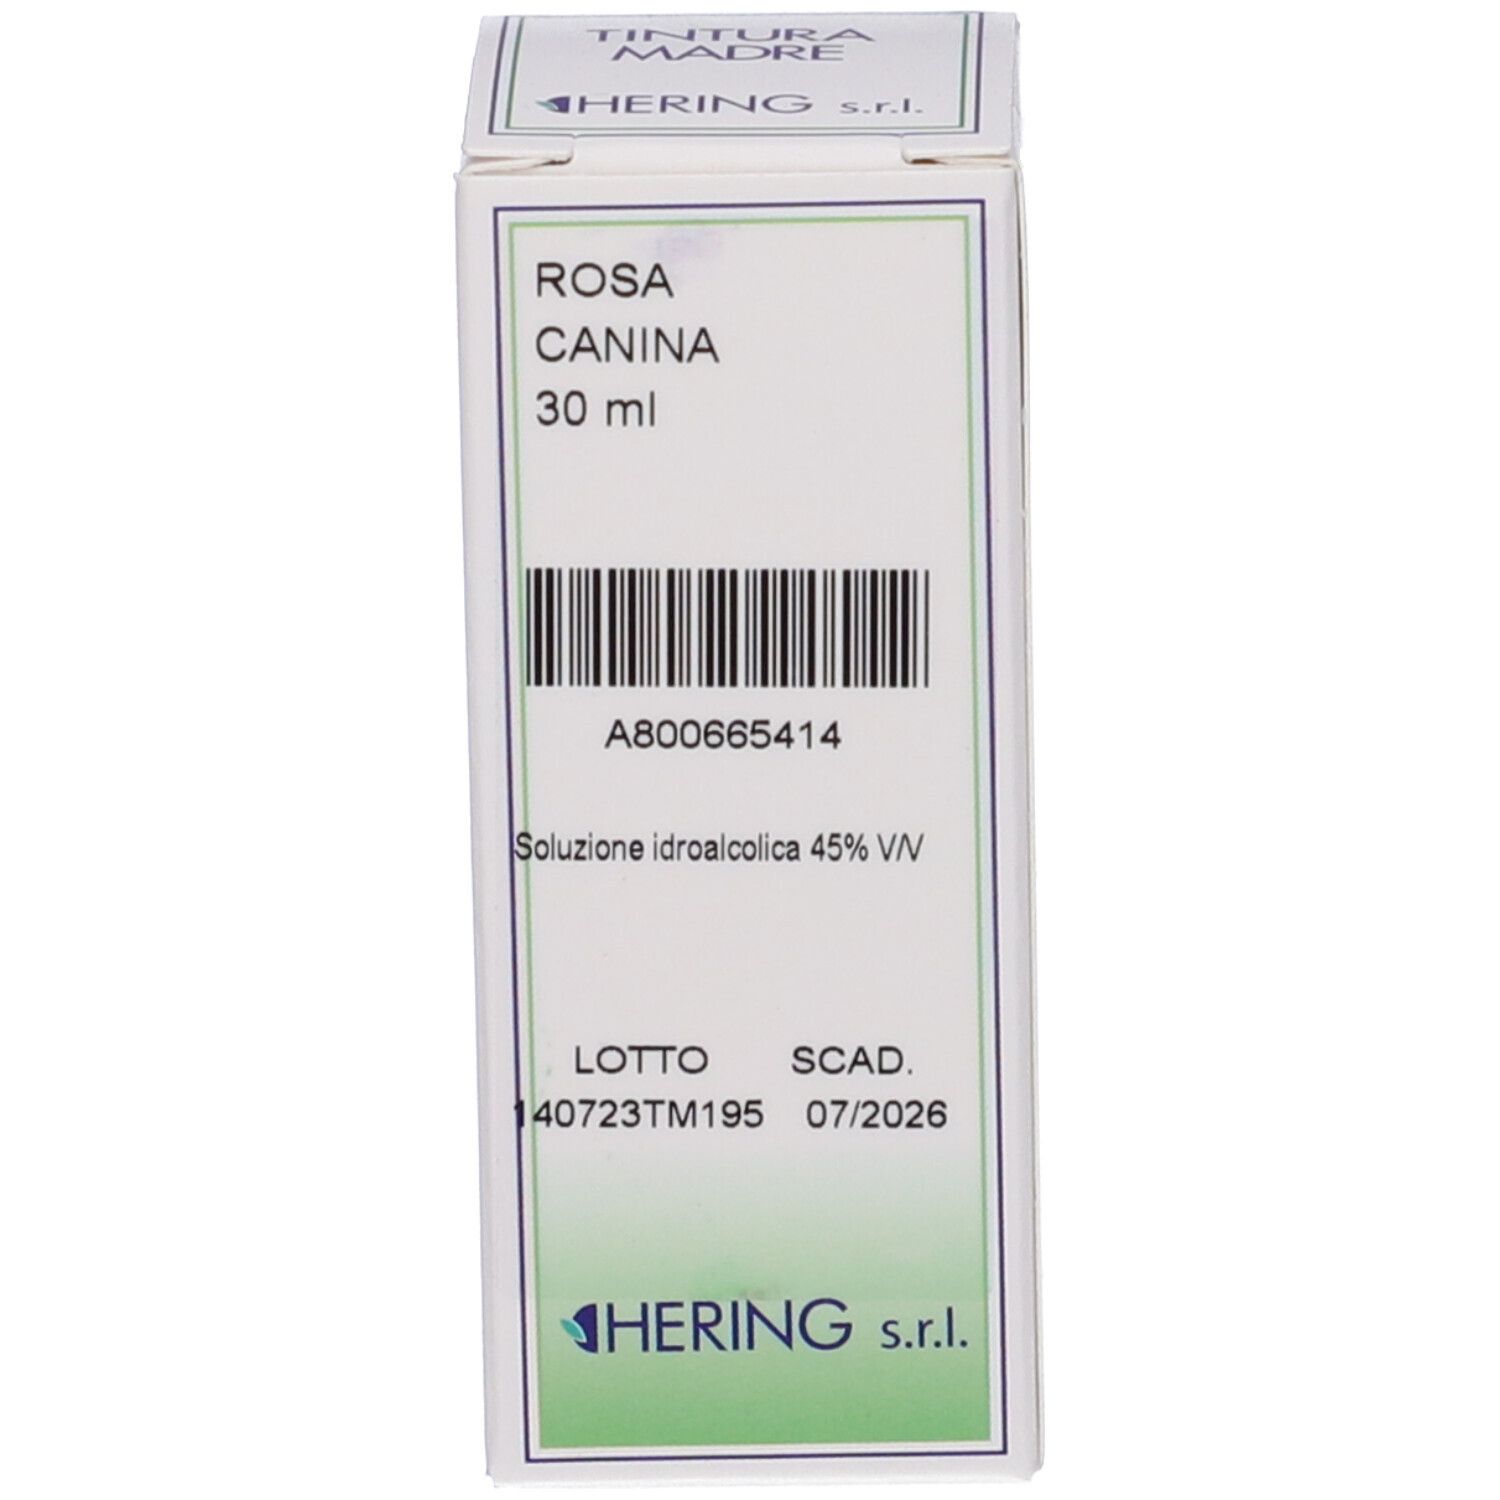 TINTURA
MADRE
HERING s.r.l.
ROSA
CANINA
30 ml
A800665414
Soluzione idroalcolica 45% V/V
LOTTO SCAD.
140723TM195 07/2026
HERING s.r.l.